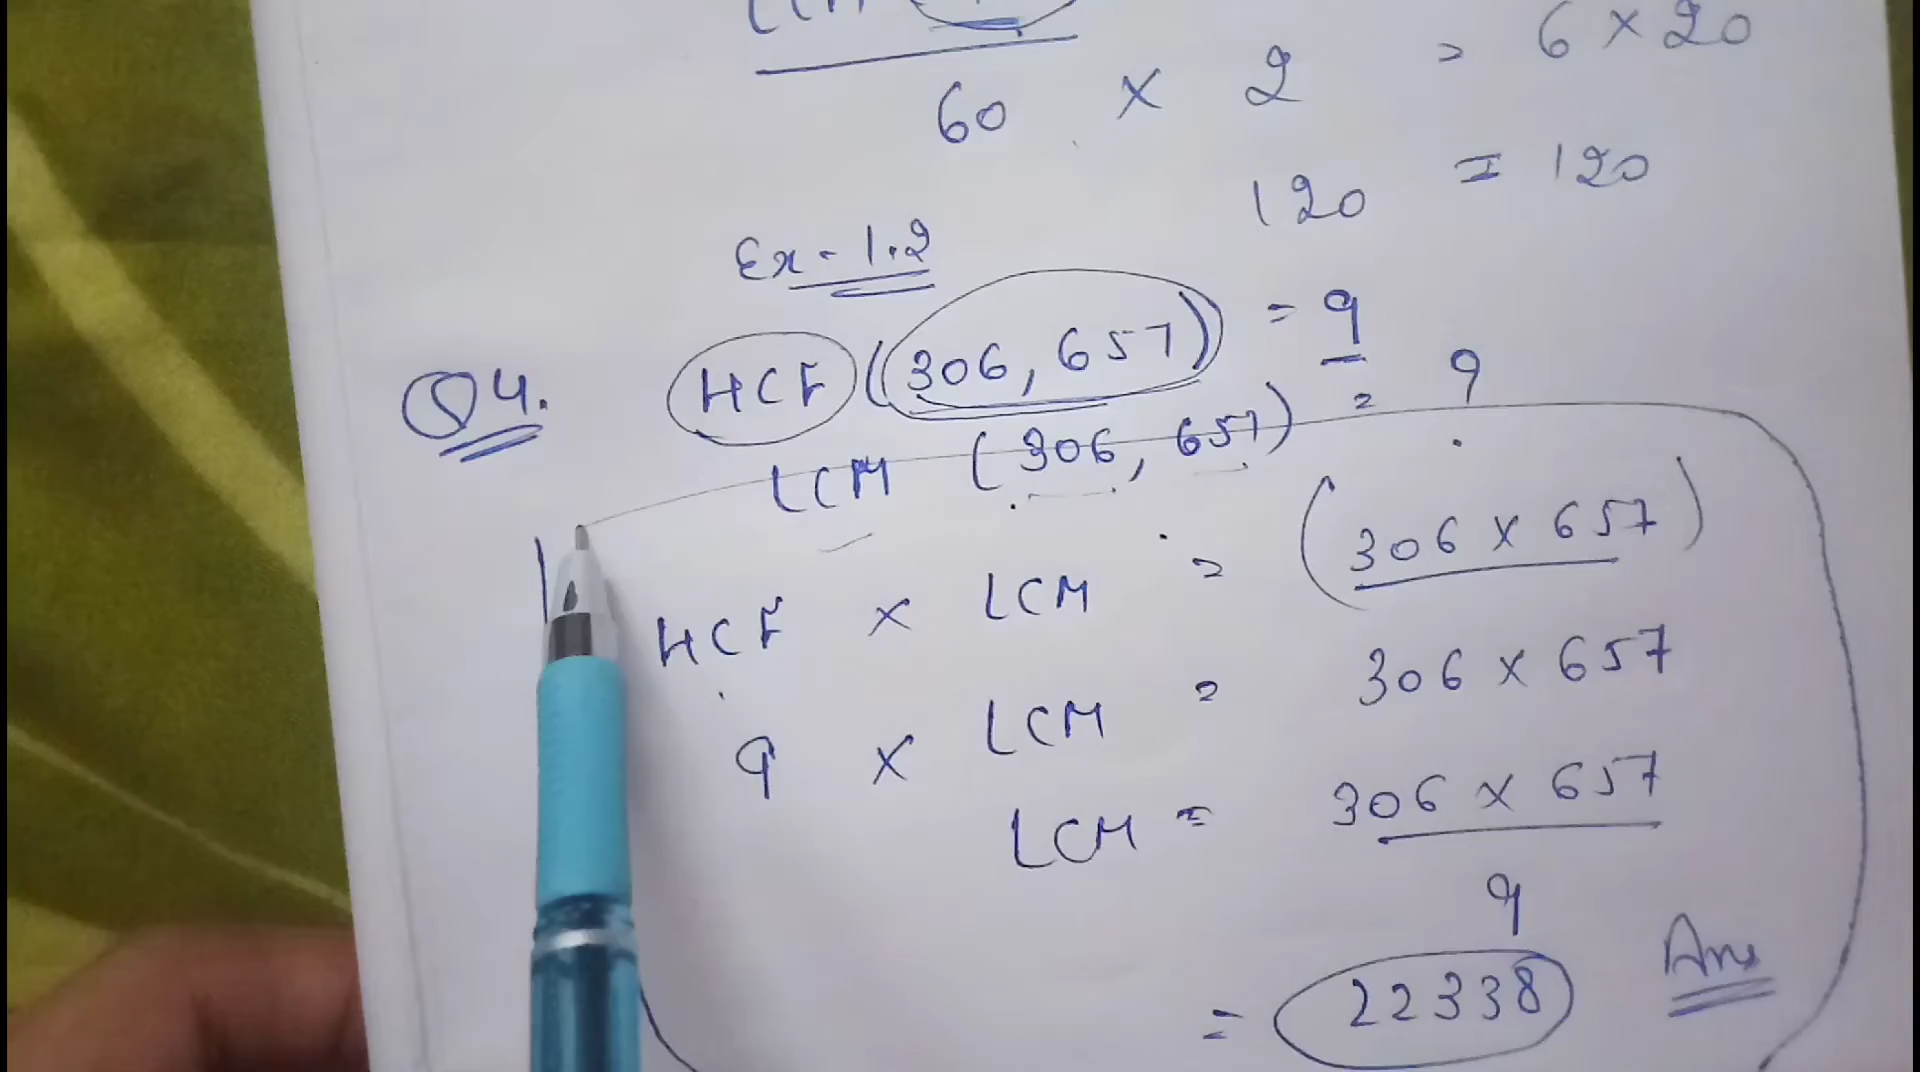 60 × 2 = 6 × 20
120 = 120
Ex - 1.2
Q4. HCF (306, 657) = 9
LCM (306, 657) = ?
HCF × LCM = (306 × 657)
9 × LCM = 306 × 657
LCM = 306 × 657
9
= 22338 Ans